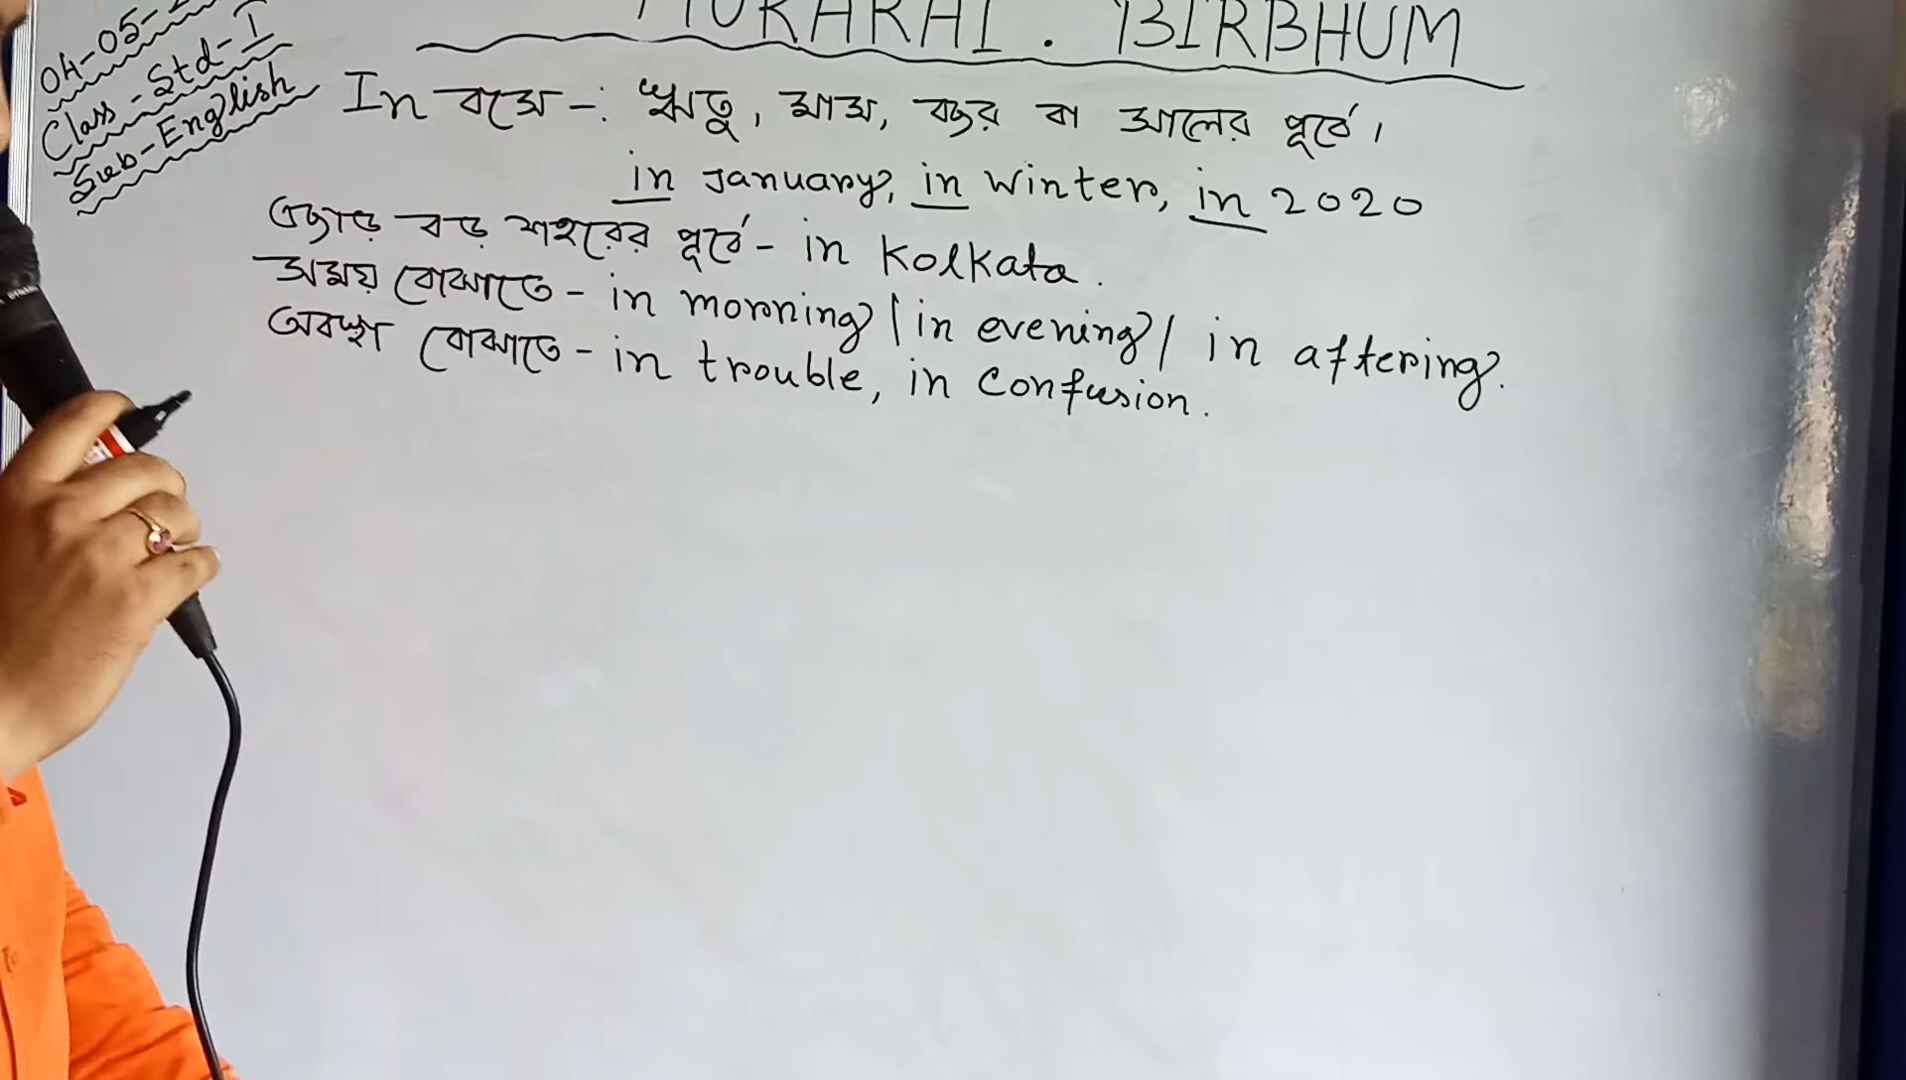 MURARAI. BIRBHUM
04-05-
Class - Std - I
Sub - English
In বসে -: ঋতু, মাস, বছর বা সালের পূর্বে।
in January, in winter, in 2020
এছাড়া বড় শহরের পূর্বে - in Kolkata.
সময় বোঝাতে - in morning / in evening / in aftering.
অবস্থা বোঝাতে - in trouble, in confusion.